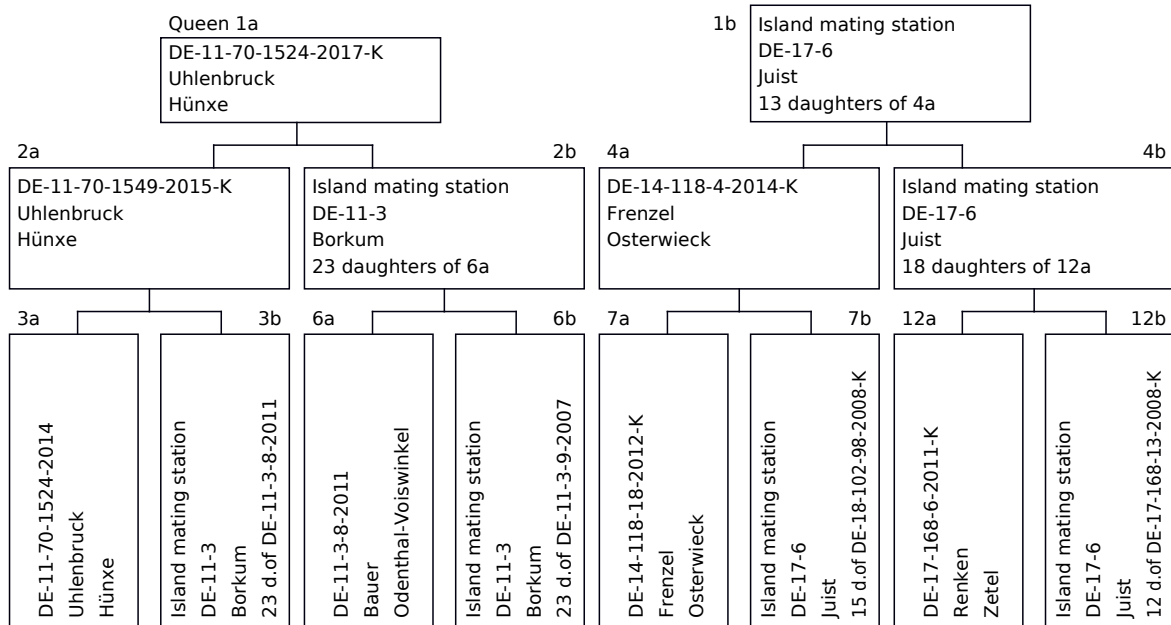 Queen 1a
DE-11-70-1524-2017-K
Uhlenbruck
Hünxe
1b
Island mating station
DE-17-6
Juist
13 daughters of 4a
2a
DE-11-70-1549-2015-K
Uhlenbruck
Hünxe
2b
Island mating station
DE-11-3
Borkum
23 daughters of 6a
4a
DE-14-118-4-2014-K
Frenzel
Osterwieck
4b
Island mating station
DE-17-6
Juist
18 daughters of 12a
3a
DE-11-70-1524-2014
Uhlenbruck
Hünxe
3b
Island mating station
DE-11-3
Borkum
23 d.of DE-11-3-8-2011
6a
DE-11-3-8-2011
Bauer
Odenthal-Voiswinkel
6b
Island mating station
DE-11-3
Borkum
23 d.of DE-11-3-9-2007
7a
DE-14-118-18-2012-K
Frenzel
Osterwieck
7b
Island mating station
DE-17-6
Juist
15 d.of DE-18-102-98-2008-K
12a
DE-17-168-6-2011-K
Renken
Zetel
12b
Island mating station
DE-17-6
Juist
12 d.of DE-17-168-13-2008-K